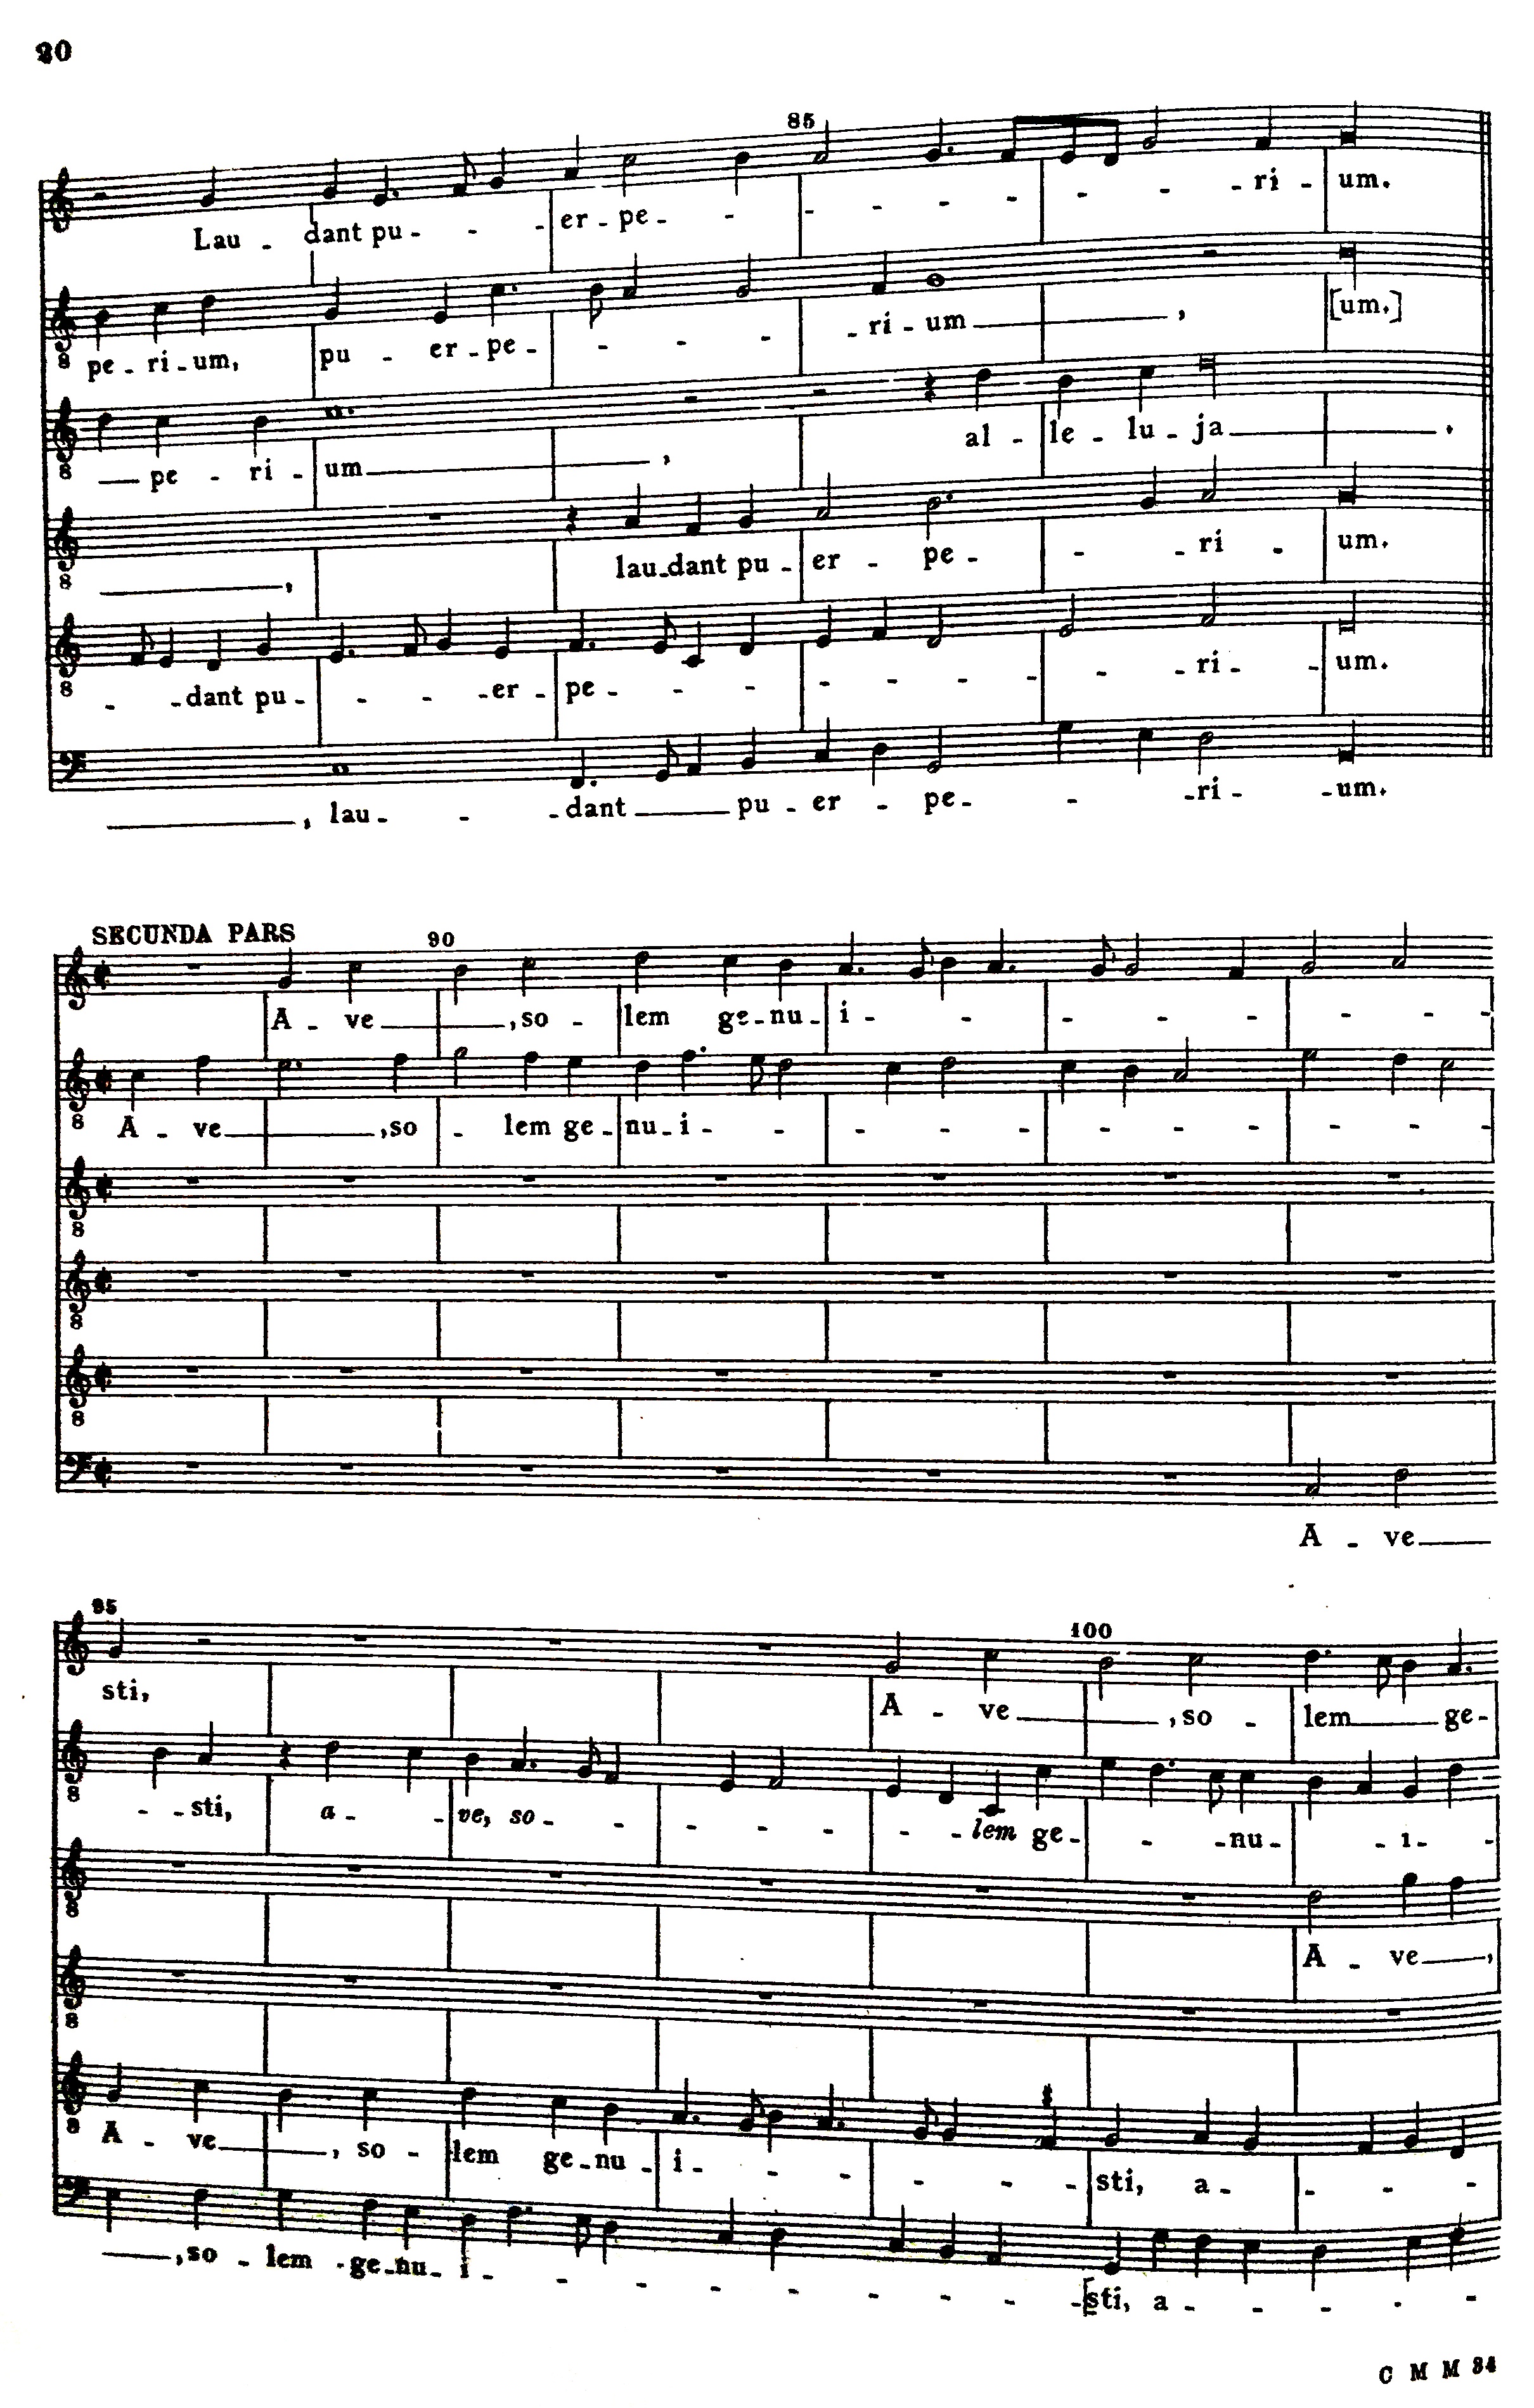 20
85
Lau - dant pu - - - er - pe - - - - - - - - ri - um.
pe - ri - um, pu - er - pe - - - - - ri - um , [um.]
pe - ri - um , al - le - lu - ja .
, lau - dant pu - er - pe - - - ri - um.
- - dant pu - - - - er - pe - - - - - - - - - ri - - um.
, lau - - - dant pu - er - pe - - - ri - - um.
SECUNDA PARS
90
A - ve , so - lem ge - nu - i - - - - - - - -
A - ve , so - lem ge - nu - i - - - - - - - - - -
A - ve
95
100
sti, A - ve , so - lem ge -
- - sti, a - - ve, so - - - - - - - lem ge - - - nu - - i - -
A - ve ,
A - ve , so - lem ge - nu - i - - - - - - sti, a - - - -
, so - lem - ge - nu - i - - - - - - - - - [sti, a - - - - -
C M M 34